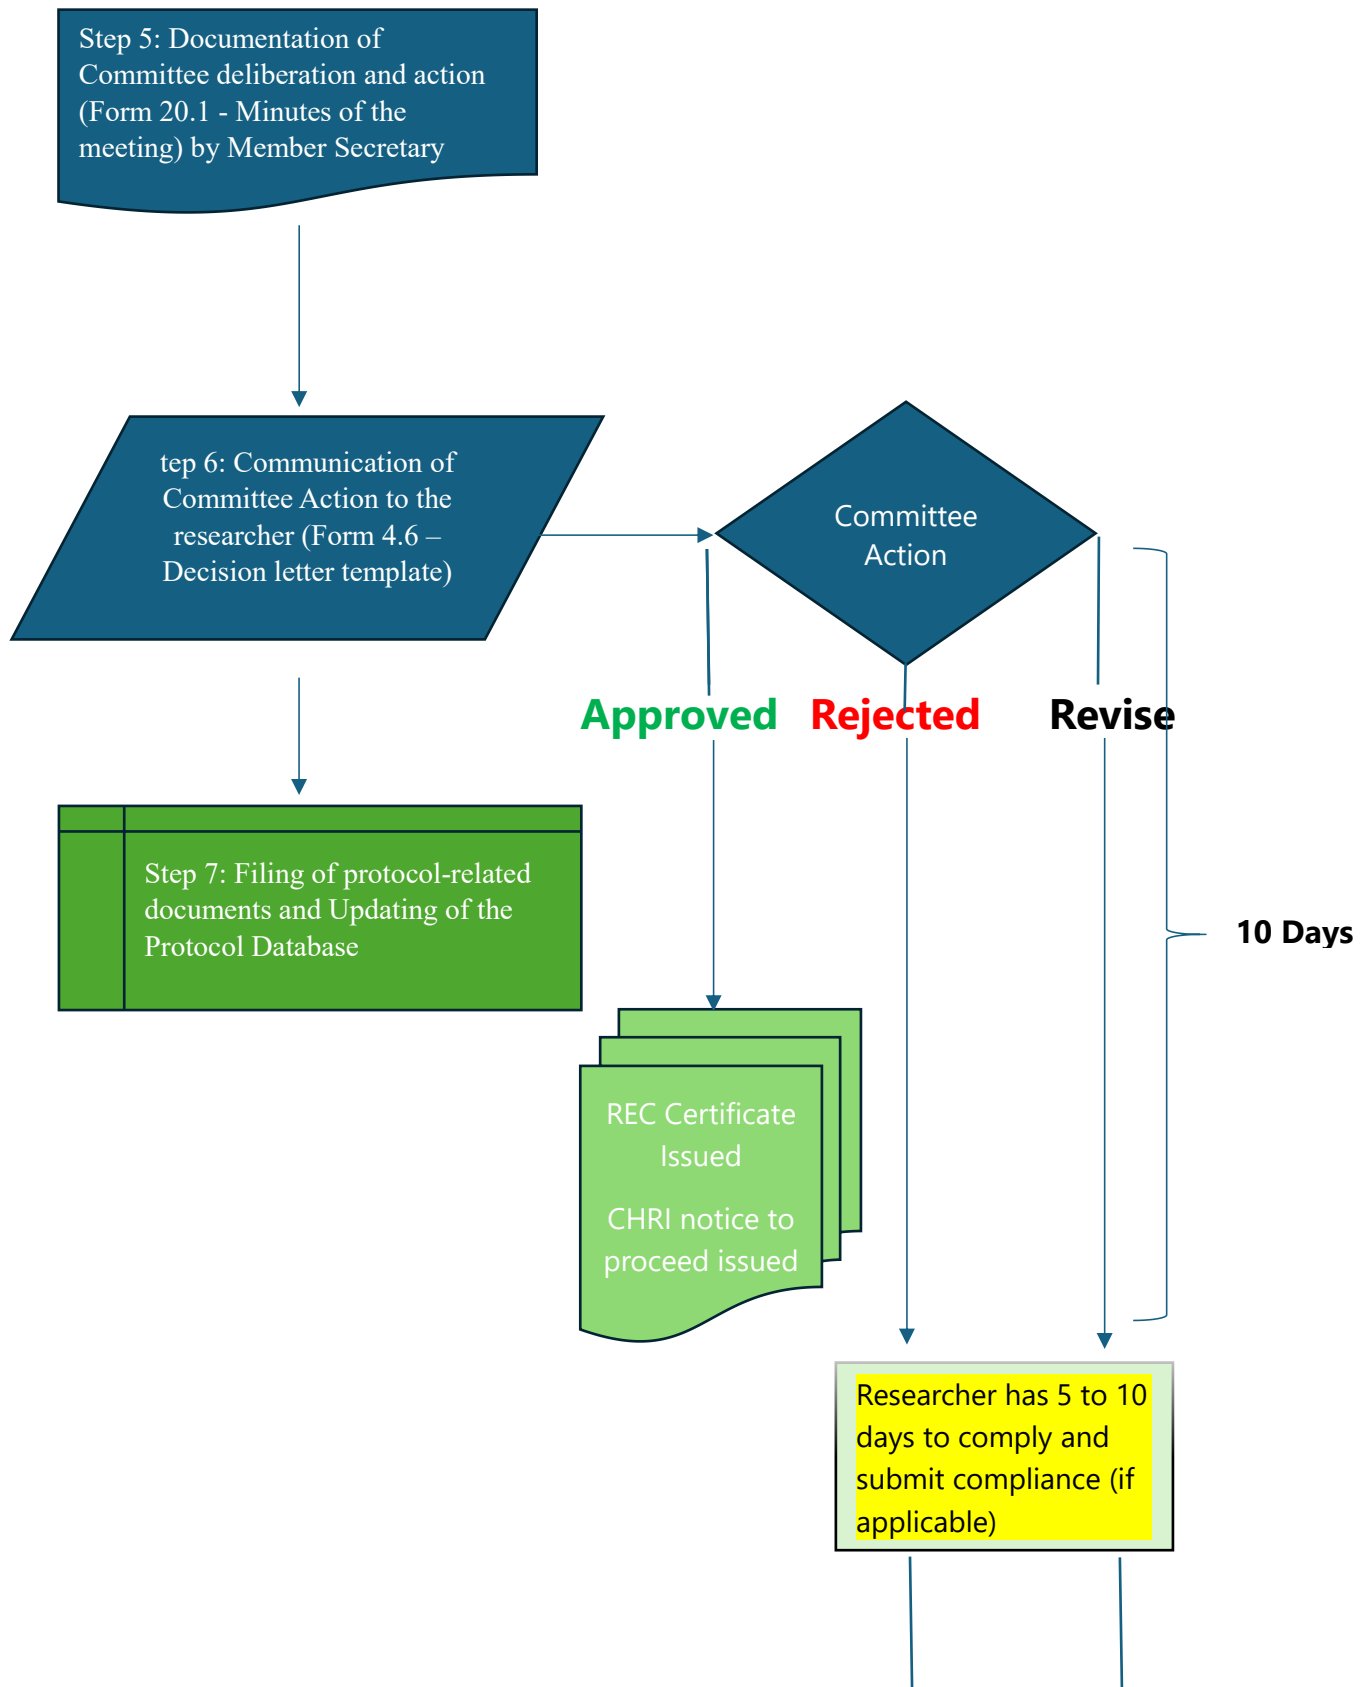 Step 5: Documentation of
Committee deliberation and action
(Form 20.1 - Minutes of the
meeting) by Member Secretary
tep 6: Communication of
Committee Action to the
researcher (Form 4.6 –
Decision letter template)
Committee
Action
Approved
Rejected
Revise
Step 7: Filing of protocol-related
documents and Updating of the
Protocol Database
10 Days
REC Certificate
Issued
CHRI notice to
proceed issued
Researcher has 5 to 10
days to comply and
submit compliance (if
applicable)